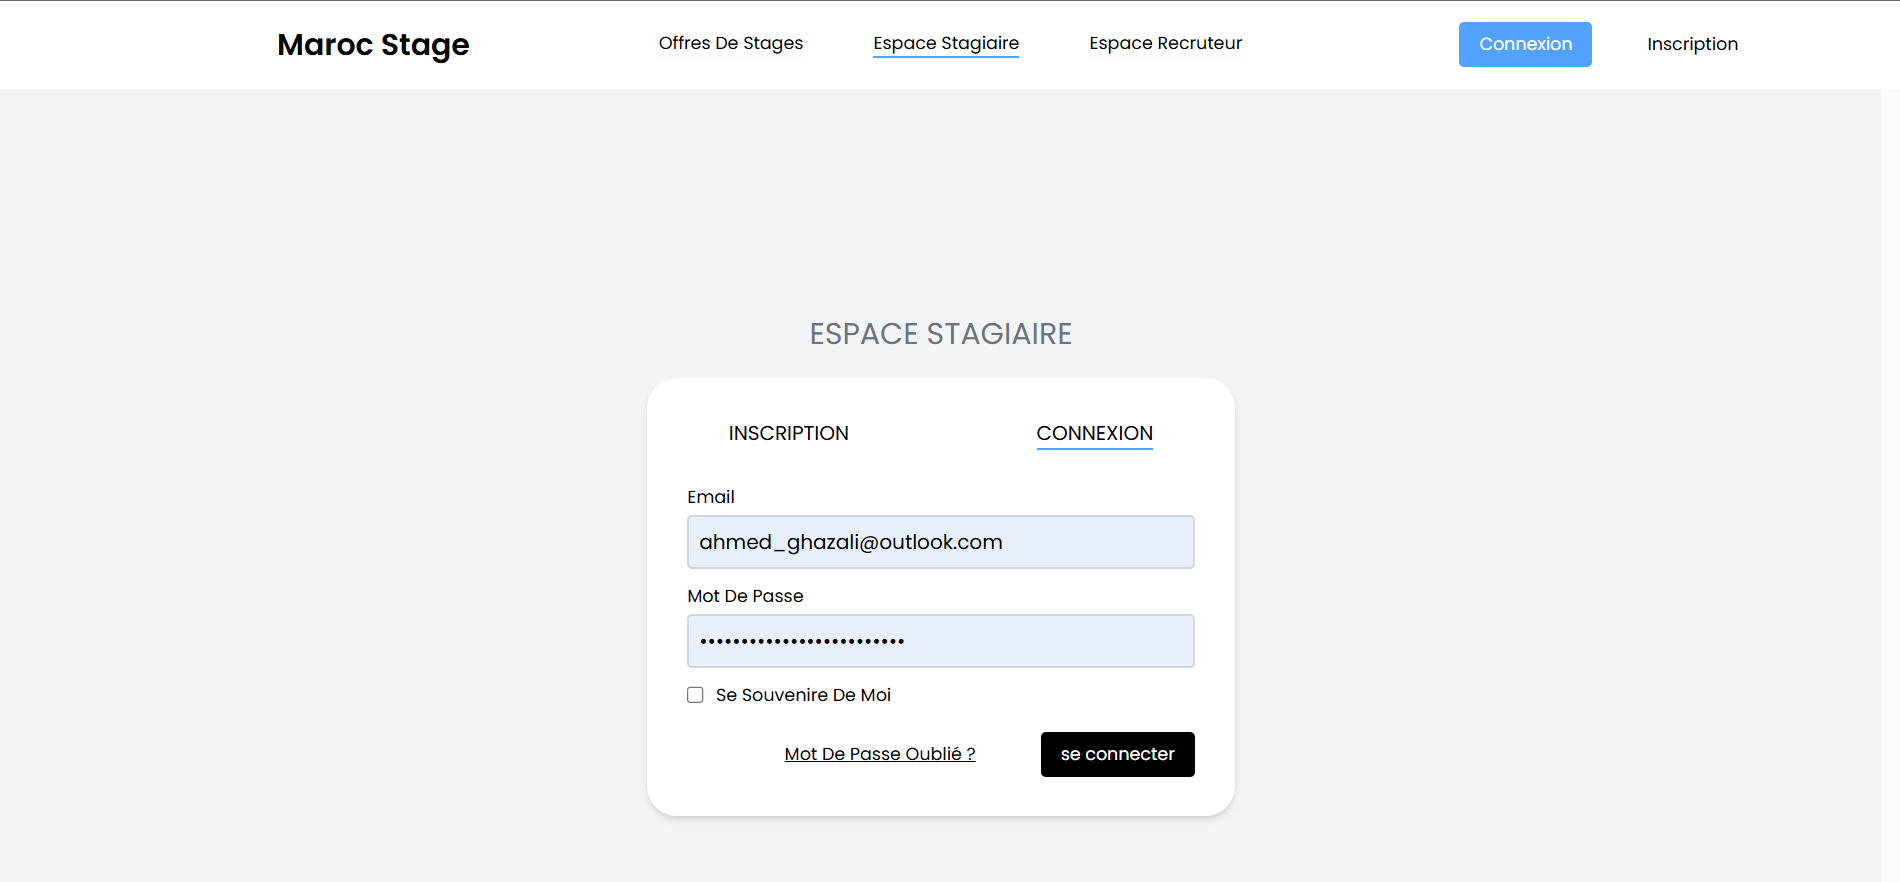 Maroc Stage
Offres De Stages
Espace Stagiaire
Espace Recruteur
Connexion
Inscription
ESPACE STAGIAIRE
INSCRIPTION
CONNEXION
Email
ahmed_ghazali@outlook.com
Mot De Passe
•••••••••••••••••••••••••
Se Souvenire De Moi
Mot De Passe Oublié ?
se connecter